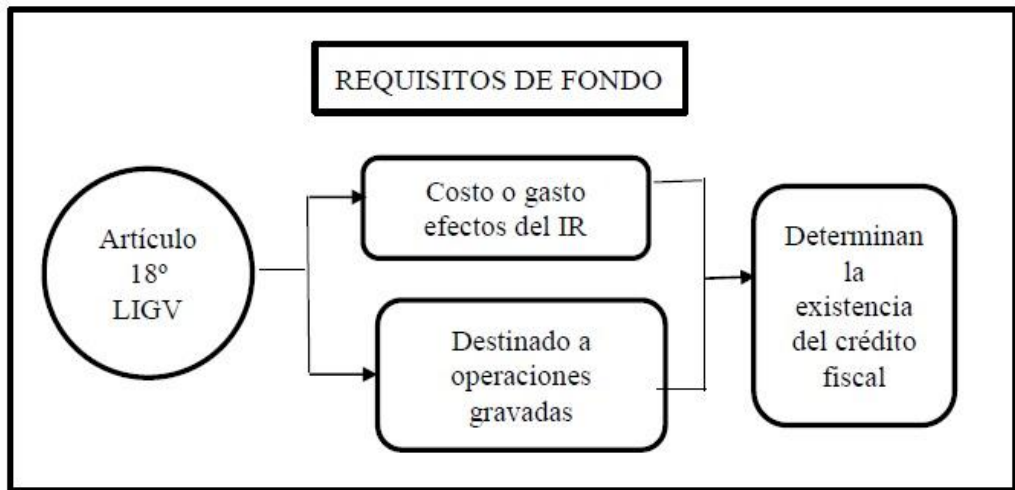 REQUISITOS DE FONDO
Artículo
18º
LIGV
Costo o gasto
efectos del IR
Destinado a
operaciones
gravadas
Determinan
la
existencia
del crédito
fiscal